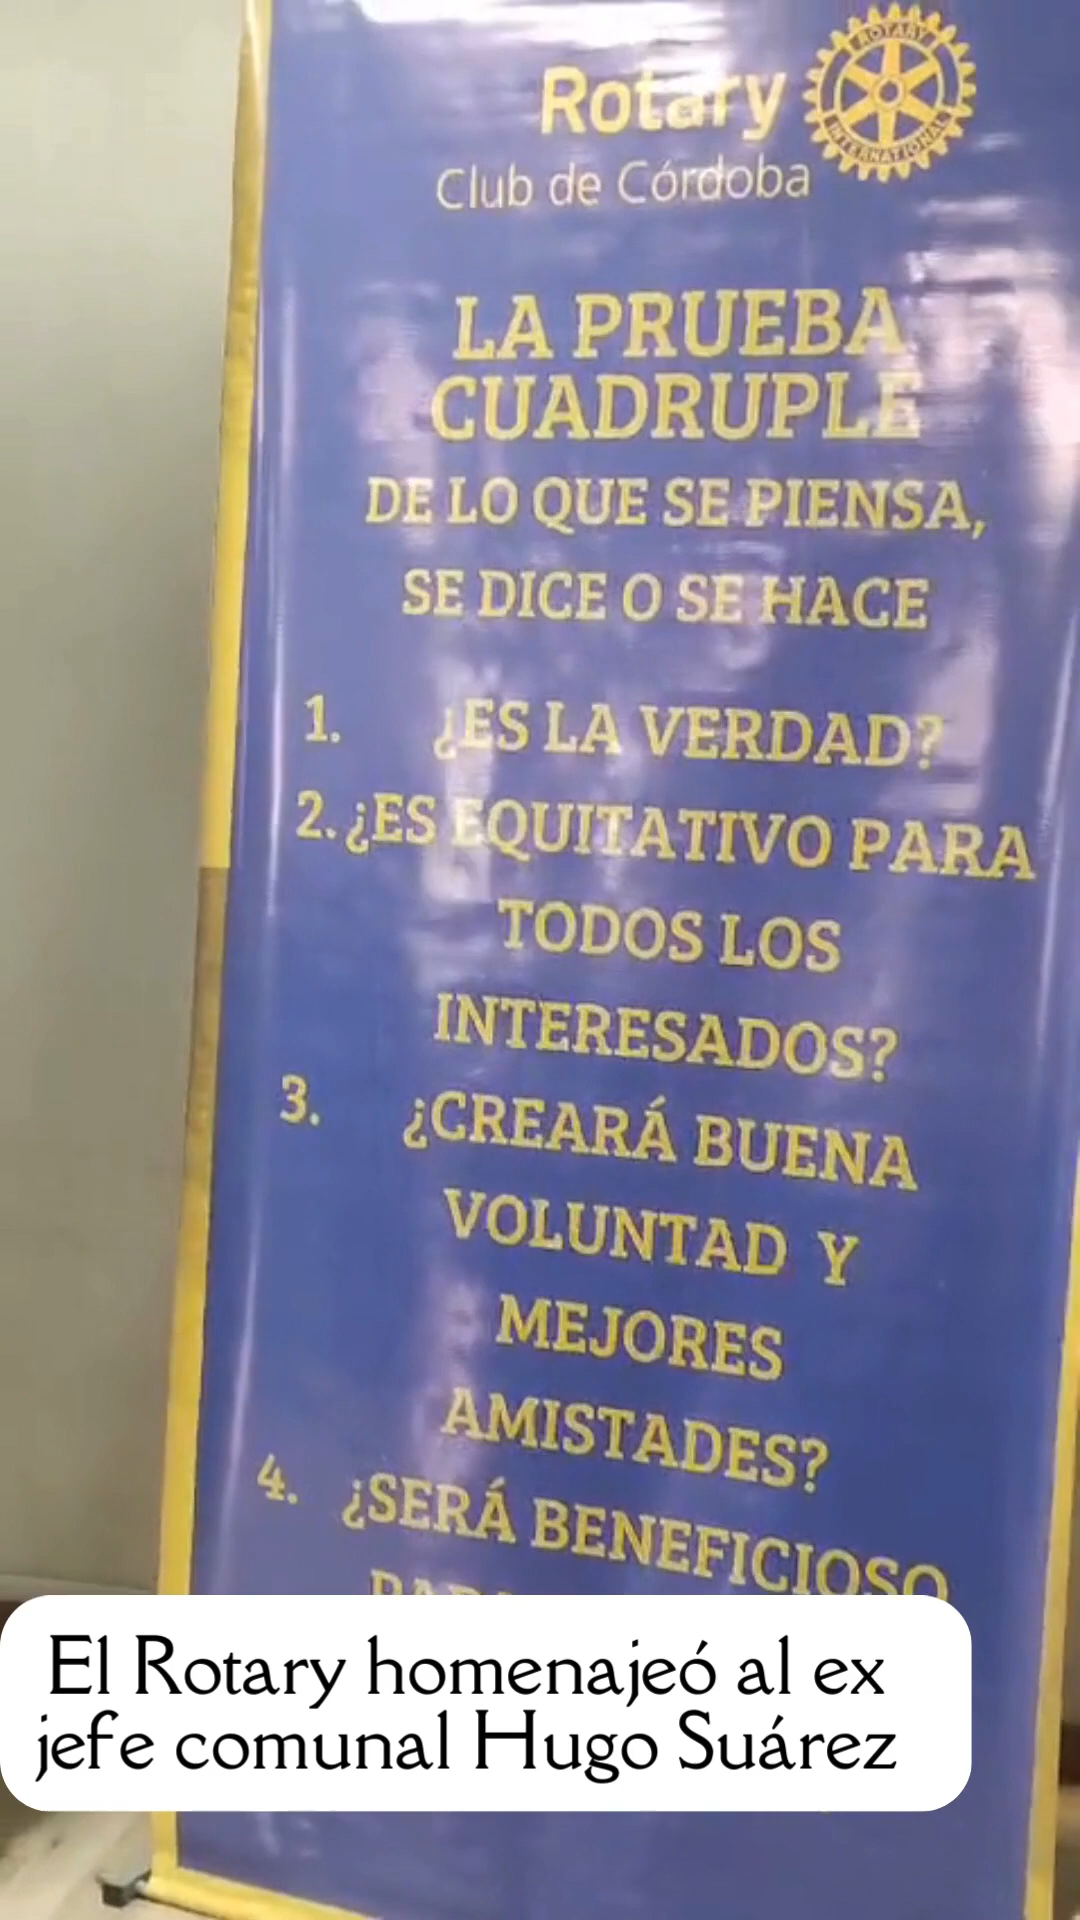 Rotary
ROTARY
INTERNATIONAL
Club de Córdoba
LA PRUEBA
CUADRUPLE
DE LO QUE SE PIENSA,
SE DICE O SE HACE
1. ¿ES LA VERDAD?
2. ¿ES EQUITATIVO PARA
TODOS LOS
INTERESADOS?
3. ¿CREARÁ BUENA
VOLUNTAD Y
MEJORES
AMISTADES?
4. ¿SERÁ BENEFICIOSO
El Rotary homenajeó al ex
jefe comunal Hugo Suárez